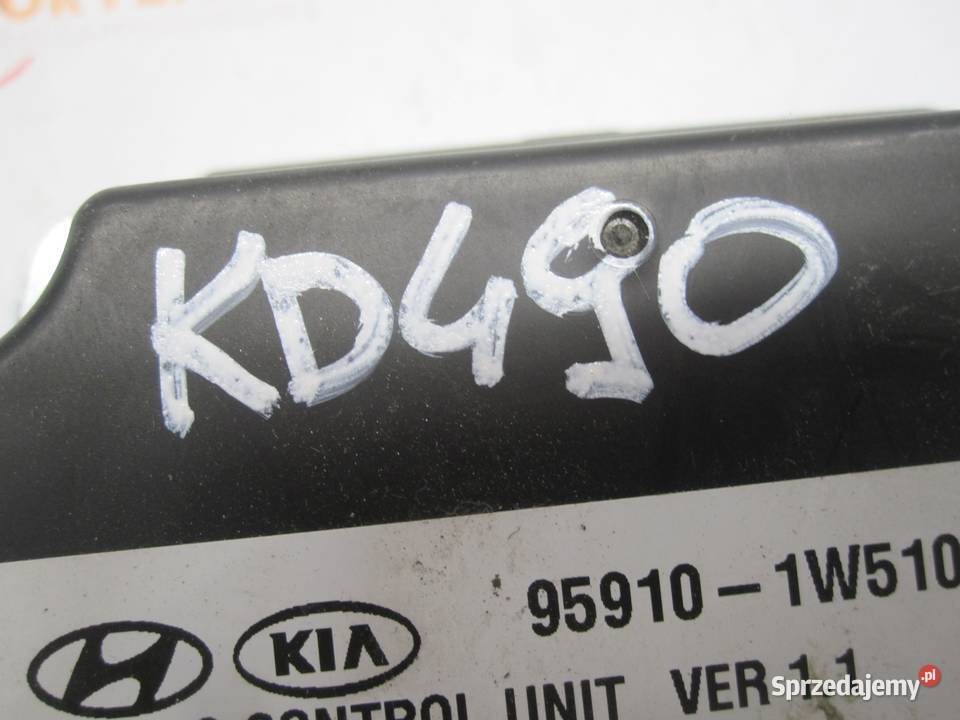 KD490
95910-1W510
KIA
CONTROL UNIT VER 1.1
Sprzedajemy.pl